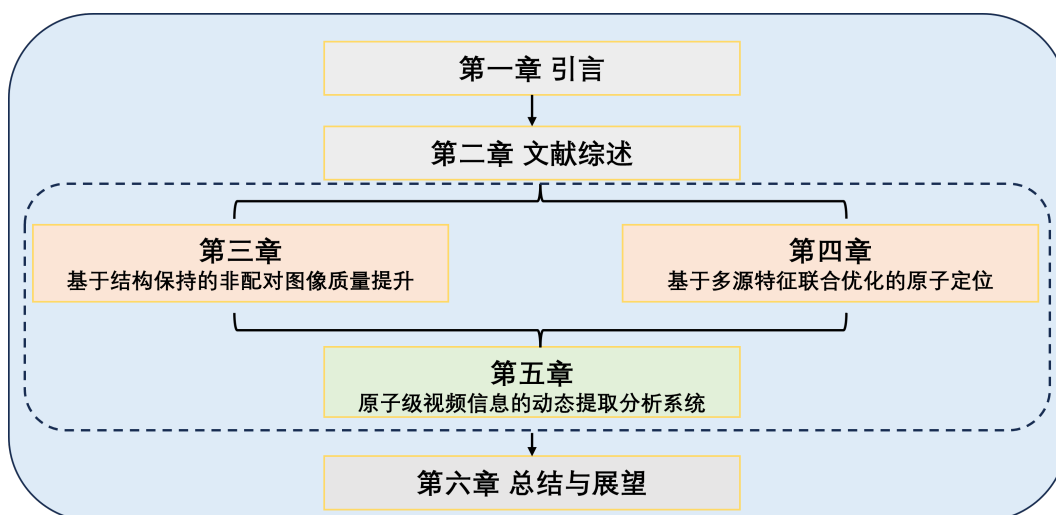 第一章 引言
第二章 文献综述
第三章
基于结构保持的非配对图像质量提升
第四章
基于多源特征联合优化的原子定位
第五章
原子级视频信息的动态提取分析系统
第六章 总结与展望